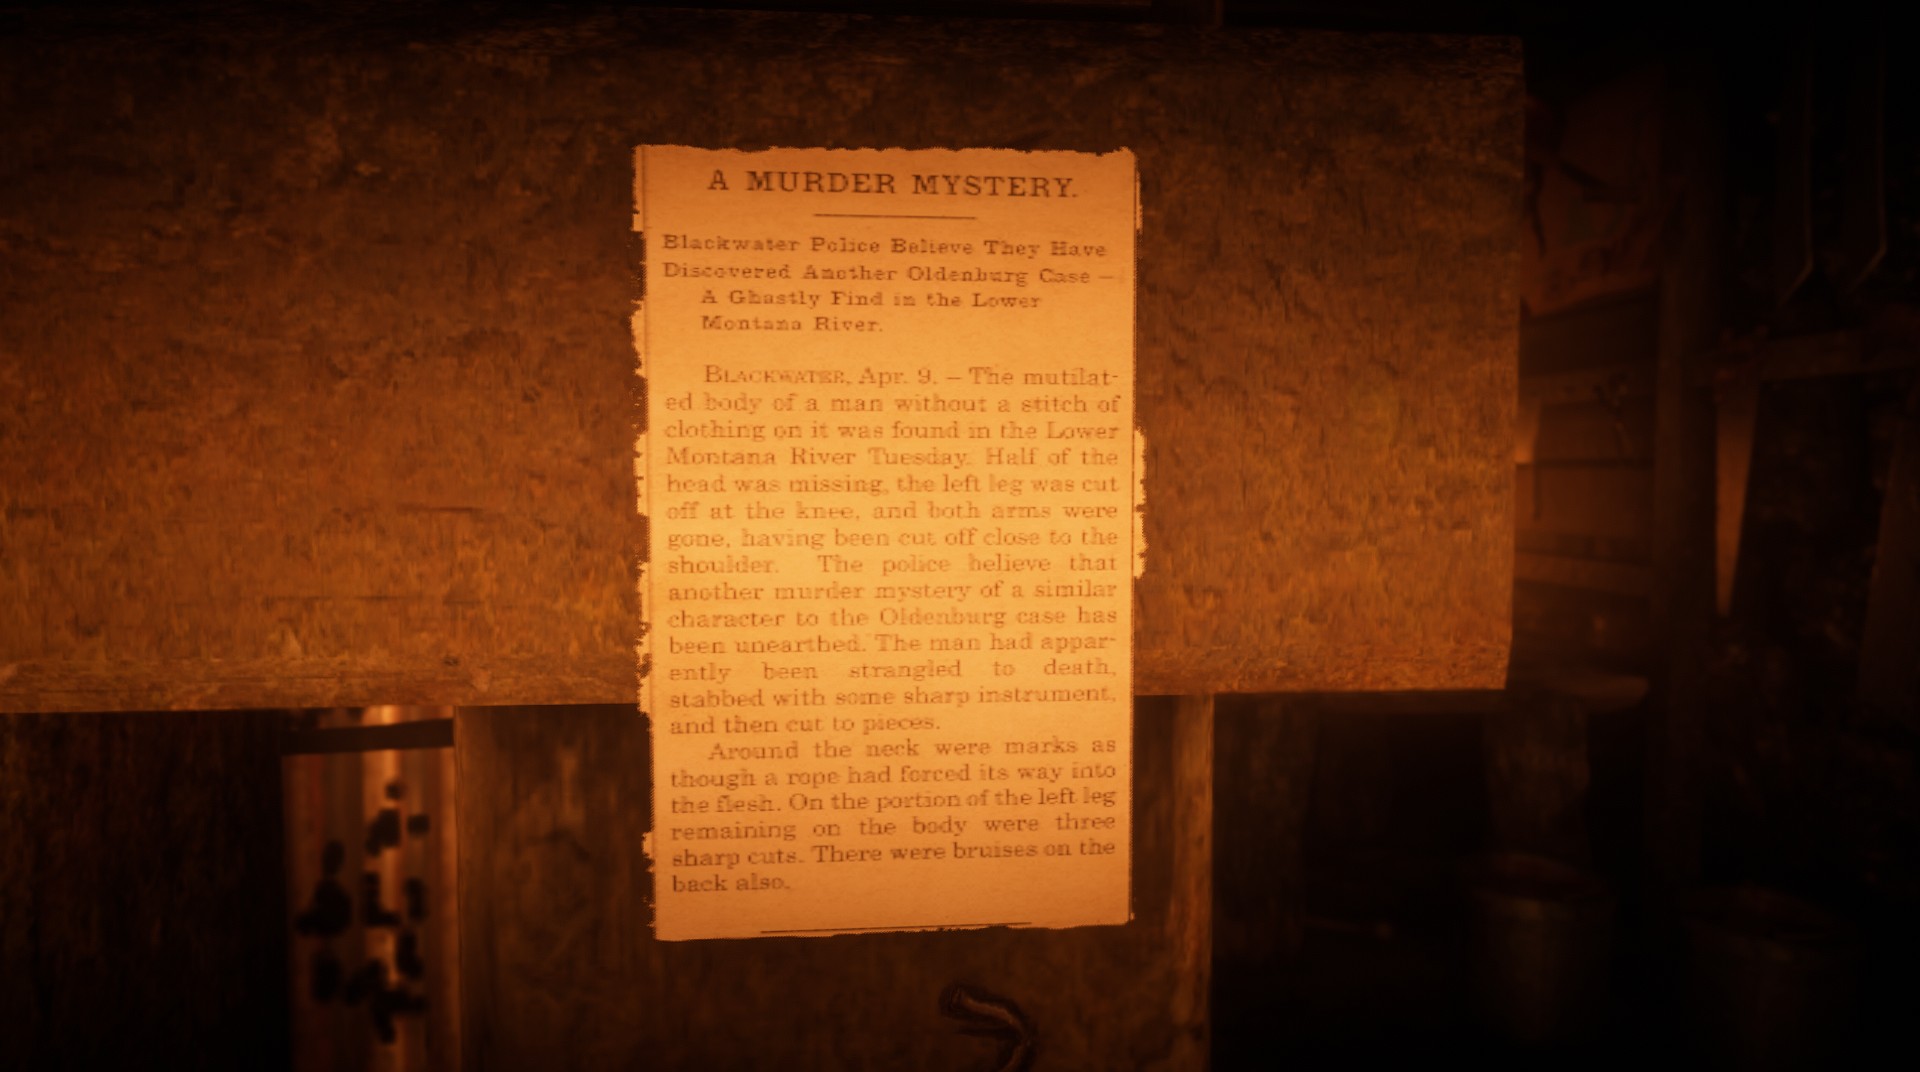 A MURDER MYSTERY.
Blackwater Police Believe They Have
Discovered Another Oldenburg Case –
A Ghastly Find in the Lower
Montana River.
BLACKWATER, Apr. 9. – The mutilat-
ed body of a man without a stitch of
clothing on it was found in the Lower
Montana River Tuesday. Half of the
head was missing, the left leg was cut
off at the knee, and both arms were
gone, having been cut off close to the
shoulder. The police believe that
another murder mystery of a similar
character to the Oldenburg case has
been unearthed. The man had appar-
ently been strangled to death,
stabbed with some sharp instrument,
and then cut to pieces.
Around the neck were marks as
though a rope had forced its way into
the flesh. On the portion of the left leg
remaining on the body were three
sharp cuts. There were bruises on the
back also.